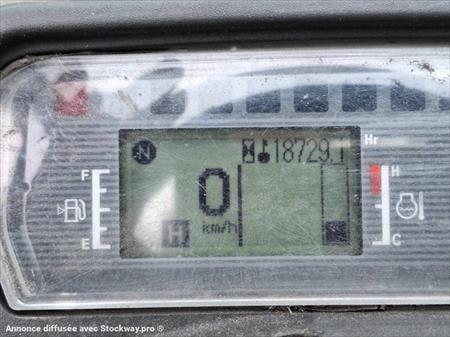 N
18729.1
Hr
F
0
H
km/h
H
E
C
Annonce diffusée avec Stockway.pro ®